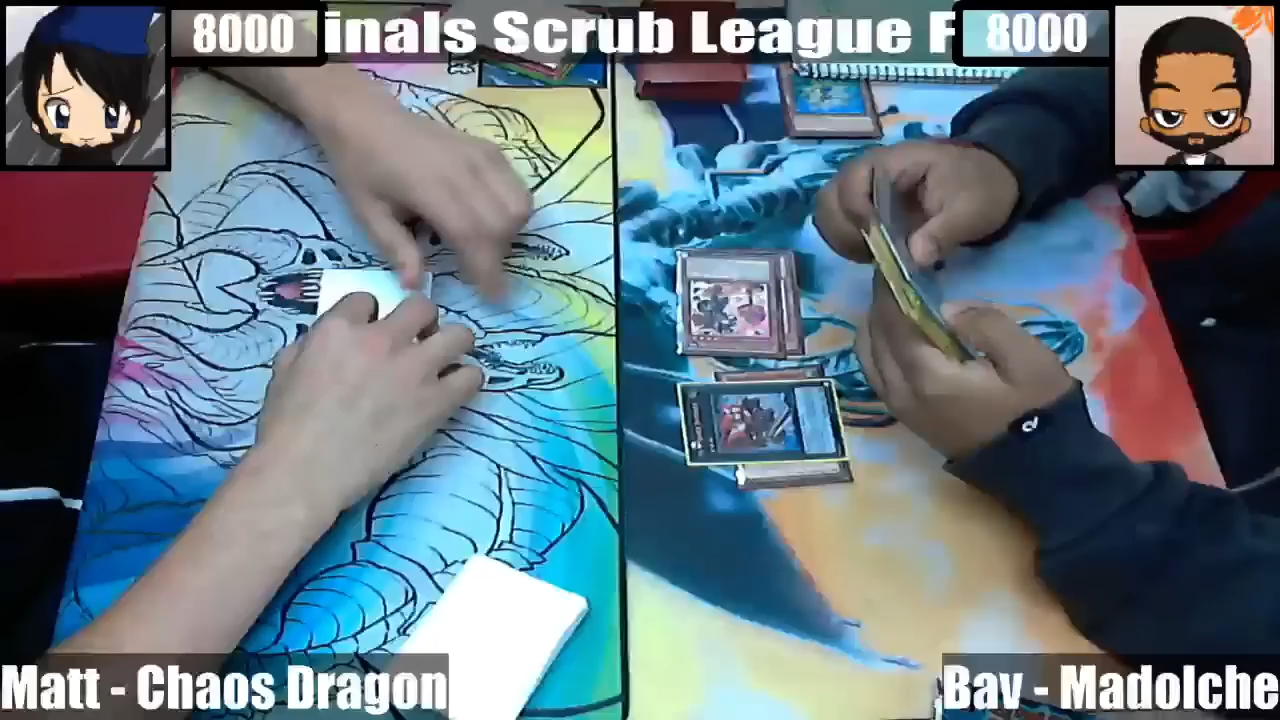 8000
inals Scrub League F
8000
Matt - Chaos Dragon
Bav - Madolche